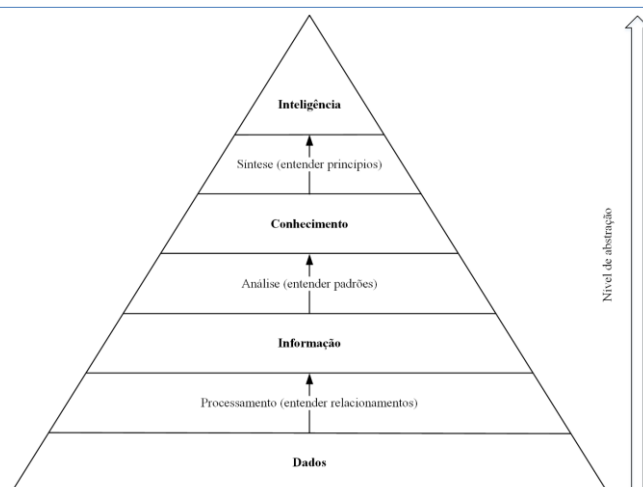 Inteligência
Síntese (entender princípios)
Conhecimento
Análise (entender padrões)
Informação
Processamento (entender relacionamentos)
Dados
Nível de abstração